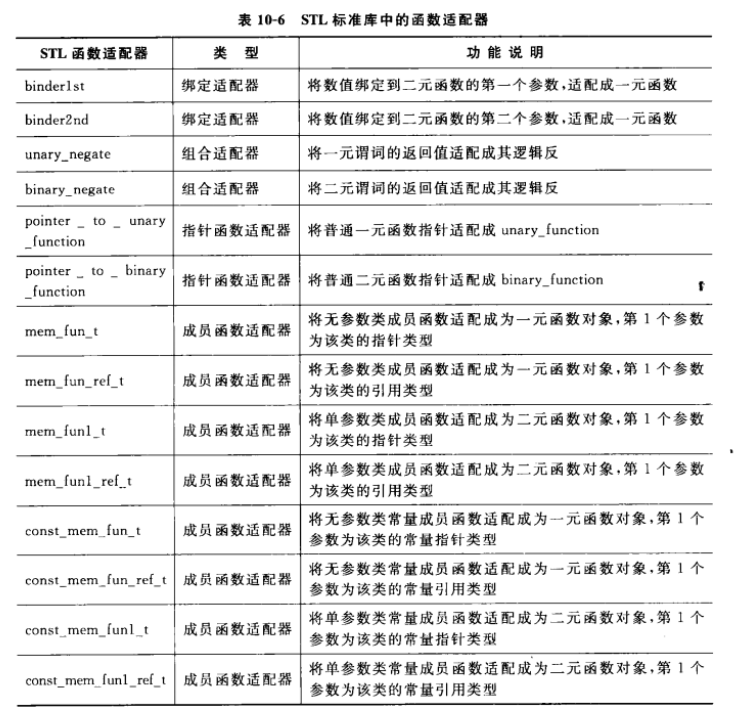 表 10-6 STL 标准库中的函数适配器
STL 函数适配器 类 型 功 能 说 明
binder1st 绑定适配器 将数值绑定到二元函数的第一个参数,适配成一元函数
binder2nd 绑定适配器 将数值绑定到二元函数的第二个参数,适配成一元函数
unary_negate 组合适配器 将一元谓词的返回值适配成其逻辑反
binary_negate 组合适配器 将二元谓词的返回值适配成其逻辑反
pointer _ to _ unary
_function 指针函数适配器 将普通一元函数指针适配成 unary_function
pointer _ to _ binary
_function 指针函数适配器 将普通二元函数指针适配成 binary_function
mem_fun_t 成员函数适配器 将无参数类成员函数适配成为一元函数对象,第 1 个参数
为该类的指针类型
mem_fun_ref_t 成员函数适配器 将无参数类成员函数适配成为一元函数对象,第 1 个参数
为该类的引用类型
mem_fun1_t 成员函数适配器 将单参数类成员函数适配成为二元函数对象,第 1 个参数
为该类的指针类型
mem_fun1_ref_t 成员函数适配器 将单参数类成员函数适配成为二元函数对象,第 1 个参数
为该类的引用类型
const_mem_fun_t 成员函数适配器 将无参数类常量成员函数适配成为一元函数对象,第 1 个
参数为该类的常量指针类型
const_mem_fun_ref_t 成员函数适配器 将无参数类常量成员函数适配成为一元函数对象,第 1 个
参数为该类的常量引用类型
const_mem_fun1_t 成员函数适配器 将单参数类常量成员函数适配成为二元函数对象,第 1 个
参数为该类的常量指针类型
const_mem_fun1_ref_t 成员函数适配器 将单参数类常量成员函数适配成为二元函数对象,第 1 个
参数为该类的常量引用类型